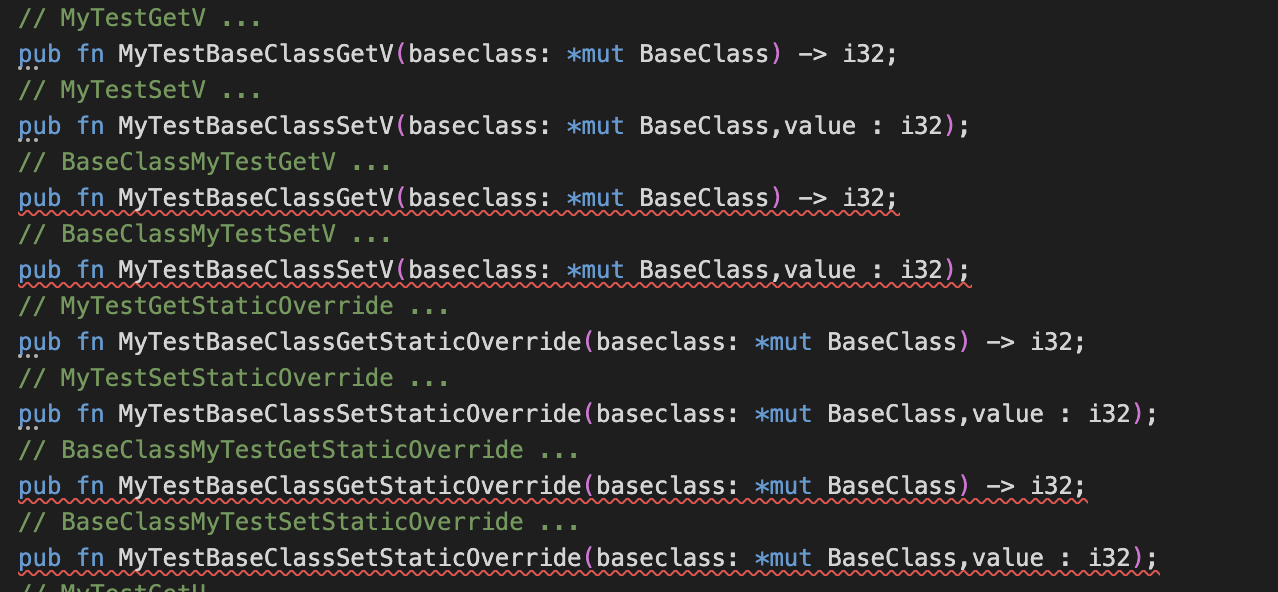 // MyTestGetV ...
pub fn MyTestBaseClassGetV(baseclass: *mut BaseClass) -> i32;
// MyTestSetV ...
pub fn MyTestBaseClassSetV(baseclass: *mut BaseClass,value : i32);
// BaseClassMyTestGetV ...
pub fn MyTestBaseClassGetV(baseclass: *mut BaseClass) -> i32;
// BaseClassMyTestSetV ...
pub fn MyTestBaseClassSetV(baseclass: *mut BaseClass,value : i32);
// MyTestGetStaticOverride ...
pub fn MyTestBaseClassGetStaticOverride(baseclass: *mut BaseClass) -> i32;
// MyTestSetStaticOverride ...
pub fn MyTestBaseClassSetStaticOverride(baseclass: *mut BaseClass,value : i32);
// BaseClassMyTestGetStaticOverride ...
pub fn MyTestBaseClassGetStaticOverride(baseclass: *mut BaseClass) -> i32;
// BaseClassMyTestSetStaticOverride ...
pub fn MyTestBaseClassSetStaticOverride(baseclass: *mut BaseClass,value : i32);
//